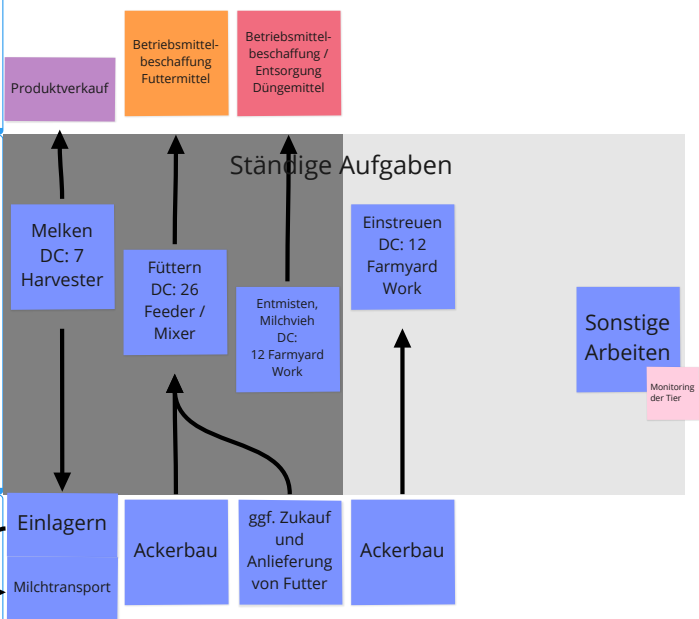 Produktverkauf
Betriebsmittel-
beschaffung
Futtermittel
Betriebsmittel-
beschaffung /
Entsorgung
Düngemittel
Ständige Aufgaben
Melken
DC: 7
Harvester
Füttern
DC: 26
Feeder /
Mixer
Entmisten,
Milchvieh
DC:
12 Farmyard
Work
Einstreuen
DC: 12
Farmyard
Work
Sonstige
Arbeiten
Monitoring
der Tier
Einlagern
Milchtransport
Ackerbau
ggf. Zukauf
und
Anlieferung
von Futter
Ackerbau